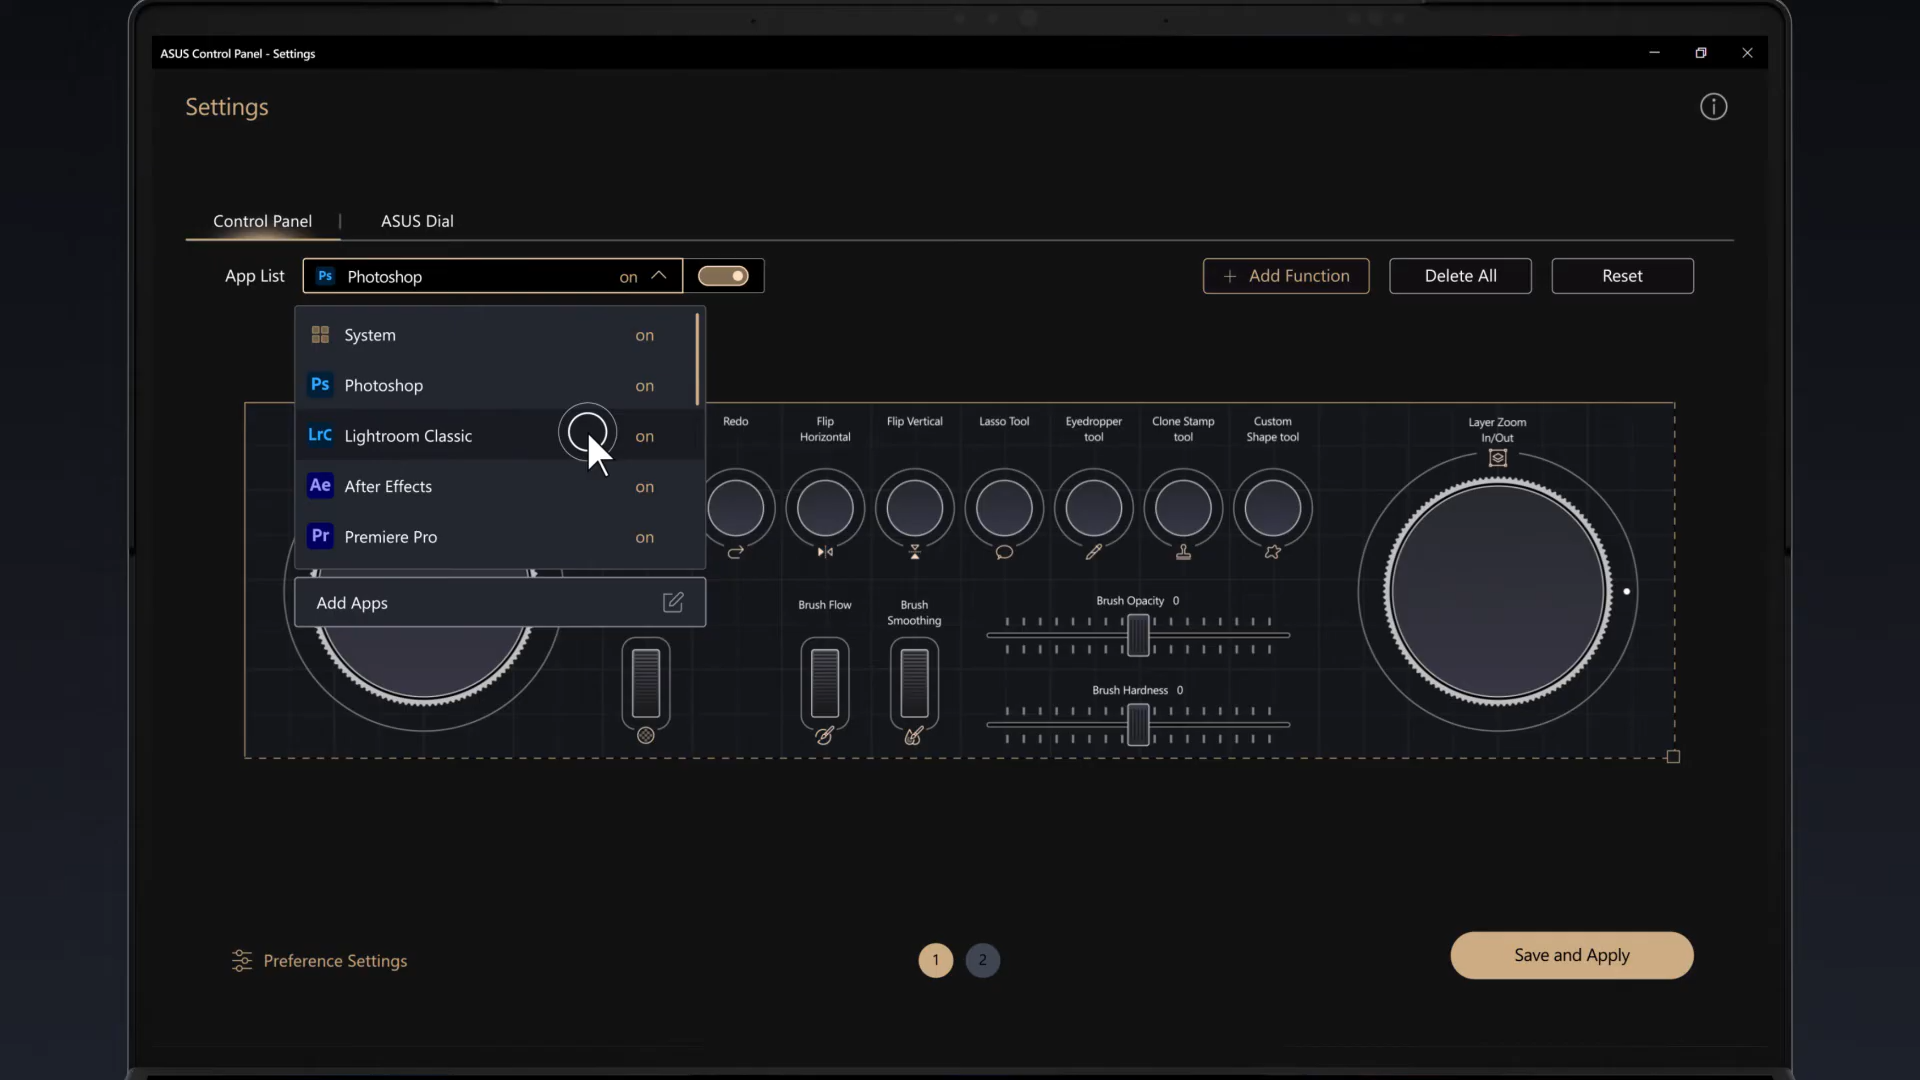 ASUS Control Panel - Settings
Settings
Control Panel | ASUS Dial
App List Ps Photoshop on
+ Add Function Delete All Reset
System on
Ps Photoshop on
LrC Lightroom Classic on
Ae After Effects on
Pr Premiere Pro on
Add Apps
Redo
Flip
Horizontal
Flip Vertical
Lasso Tool
Eyedropper
tool
Clone Stamp
tool
Custom
Shape tool
Layer Zoom
In/Out
Brush Flow
Brush
Smoothing
Brush Opacity 0
Brush Hardness 0
Preference Settings
1 2
Save and Apply